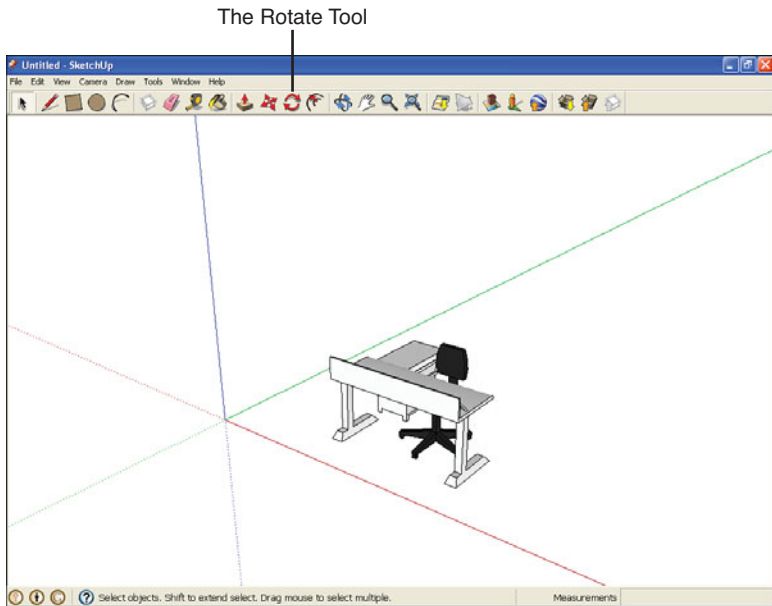 The Rotate Tool
Untitled - SketchUp
File Edit View Camera Draw Tools Window Help
Select objects. Shift to extend select. Drag mouse to select multiple.
Measurements